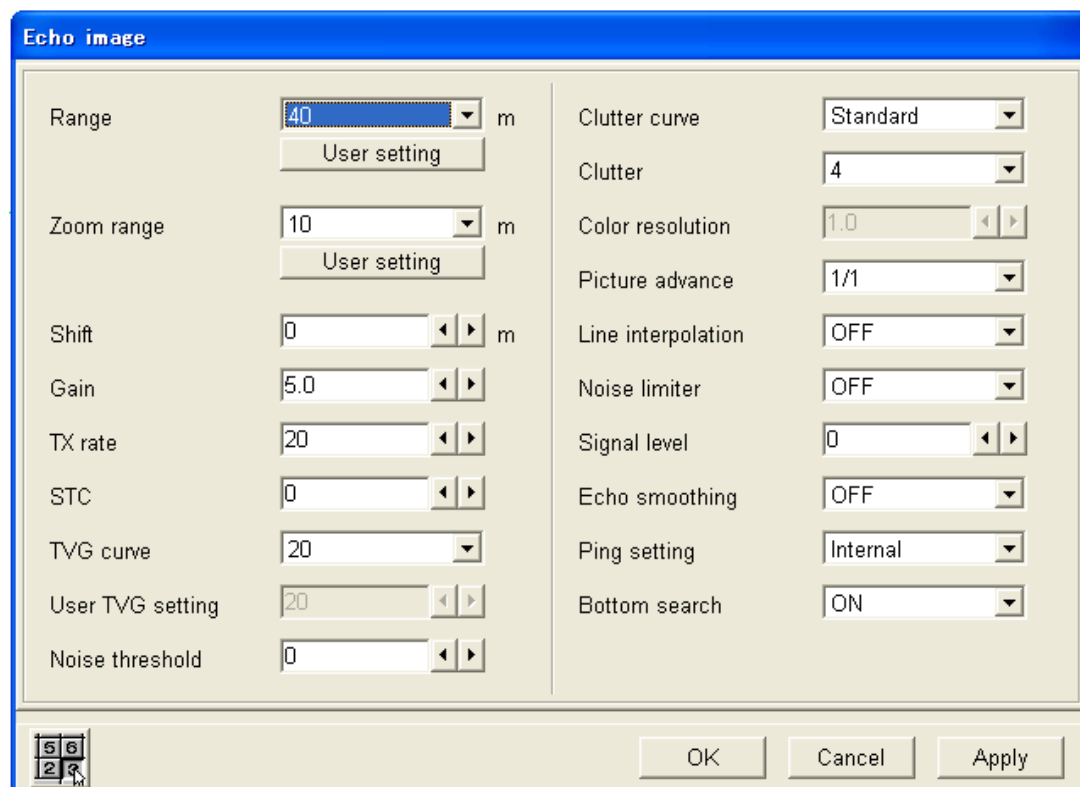 Echo image
Range 40 m
User setting
Zoom range 10 m
User setting
Shift 0 m
Gain 5.0
TX rate 20
STC 0
TVG curve 20
User TVG setting 20
Noise threshold 0
Clutter curve Standard
Clutter 4
Color resolution 1.0
Picture advance 1/1
Line interpolation OFF
Noise limiter OFF
Signal level 0
Echo smoothing OFF
Ping setting Internal
Bottom search ON
5 6
2
OK Cancel Apply